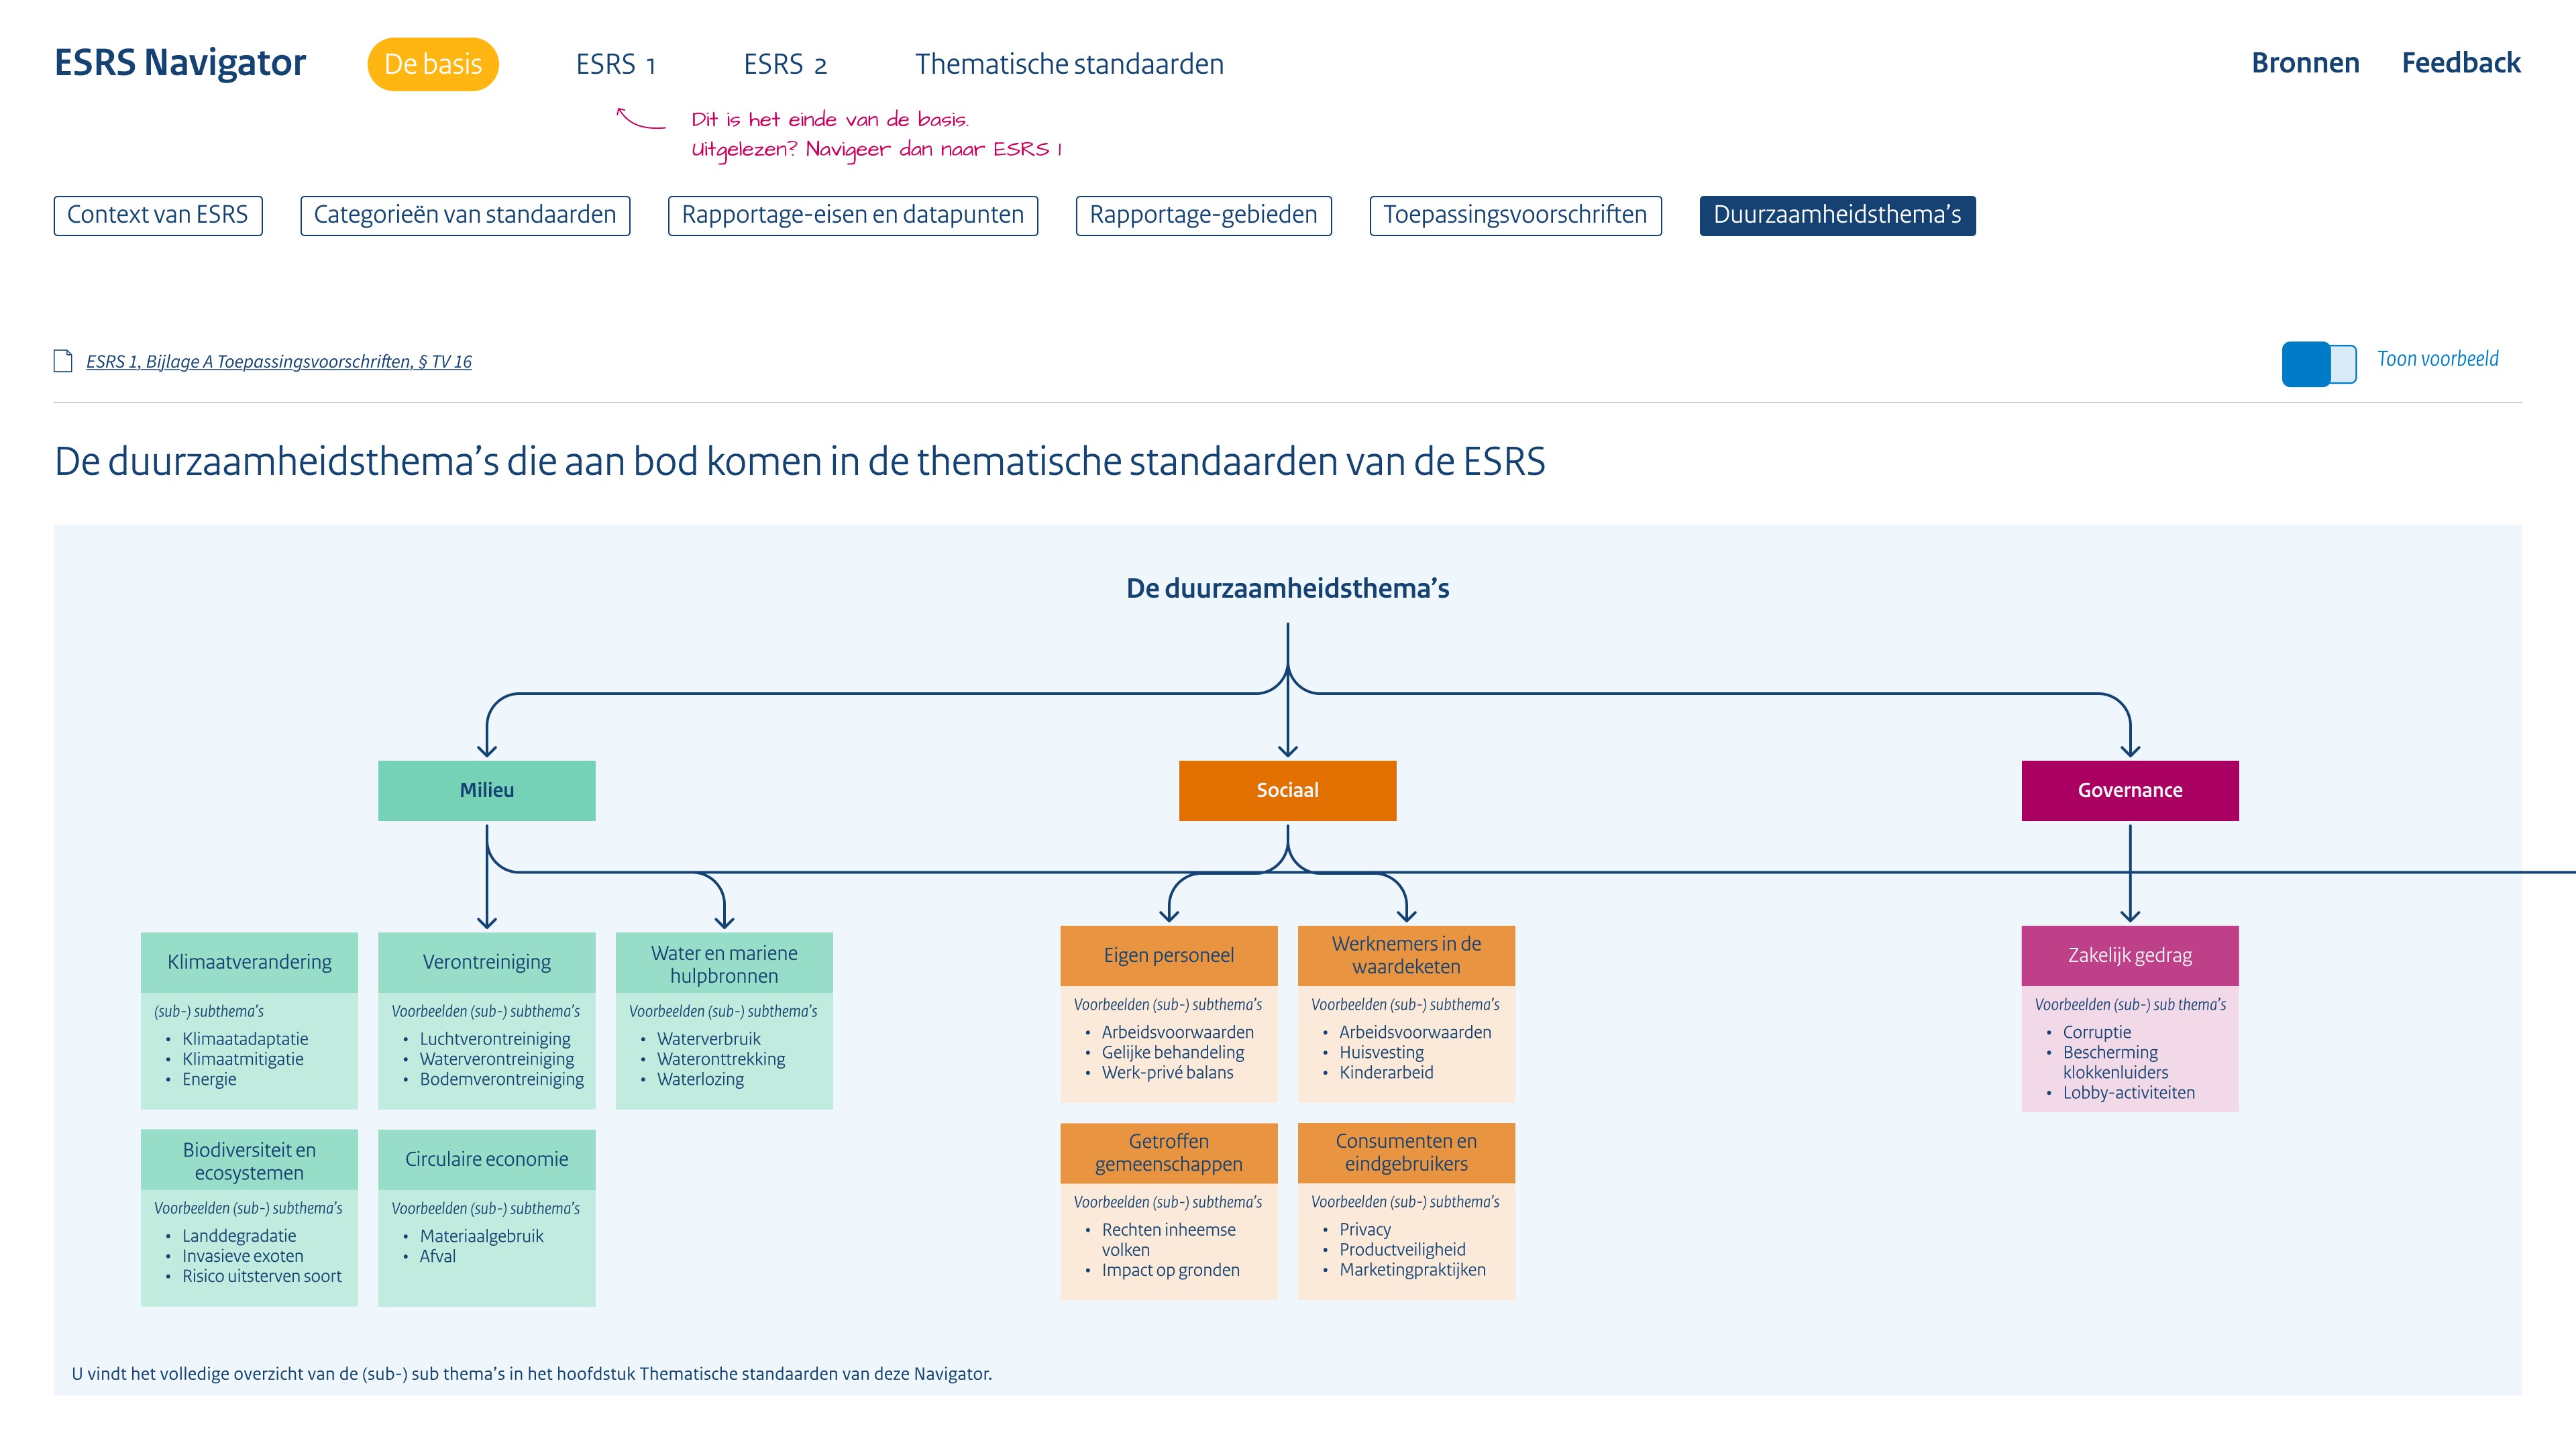 ESRS Navigator
De basis
ESRS 1
ESRS 2
Thematische standaarden
Bronnen
Feedback
Dit is het einde van de basis.
Uitgelezen? Navigeer dan naar ESRS 1
Context van ESRS
Categorieën van standaarden
Rapportage-eisen en datapunten
Rapportage-gebieden
Toepassingsvoorschriften
Duurzaamheidsthema's
ESRS 1, Bijlage A Toepassingsvoorschriften, § TV 16
Toon voorbeeld
De duurzaamheidsthema's die aan bod komen in de thematische standaarden van de ESRS
De duurzaamheidsthema's
Milieu
Sociaal
Governance
Klimaatverandering
(sub-) subthema's
• Klimaatadaptatie
• Klimaatmitigatie
• Energie
Verontreiniging
Voorbeelden (sub-) subthema's
• Luchtverontreiniging
• Waterverontreiniging
• Bodemverontreiniging
Water en mariene
hulpbronnen
Voorbeelden (sub-) subthema's
• Waterverbruik
• Wateronttrekking
• Waterlozing
Biodiversiteit en
ecosystemen
Voorbeelden (sub-) subthema's
• Landdegradatie
• Invasieve exoten
• Risico uitsterven soort
Circulaire economie
Voorbeelden (sub-) subthema's
• Materiaalgebruik
• Afval
Eigen personeel
Voorbeelden (sub-) subthema's
• Arbeidsvoorwaarden
• Gelijke behandeling
• Werk-privé balans
Werknemers in de
waardeketen
Voorbeelden (sub-) subthema's
• Arbeidsvoorwaarden
• Huisvesting
• Kinderarbeid
Getroffen
gemeenschappen
Voorbeelden (sub-) subthema's
• Rechten inheemse
volken
• Impact op gronden
Consumenten en
eindgebruikers
Voorbeelden (sub-) subthema's
• Privacy
• Productveiligheid
• Marketingpraktijken
Zakelijk gedrag
Voorbeelden (sub-) sub thema's
• Corruptie
• Bescherming
klokkenluiders
• Lobby-activiteiten
U vindt het volledige overzicht van de (sub-) sub thema's in het hoofdstuk Thematische standaarden van deze Navigator.